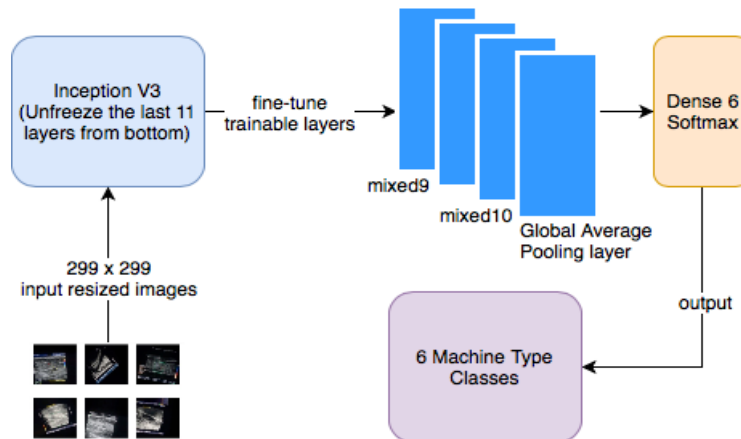 Inception V3
(Unfreeze the last 11
layers from bottom)
fine-tune
trainable layers
mixed9
mixed10
Global Average
Pooling layer
Dense 6
Softmax
299 x 299
input resized images
output
6 Machine Type
Classes